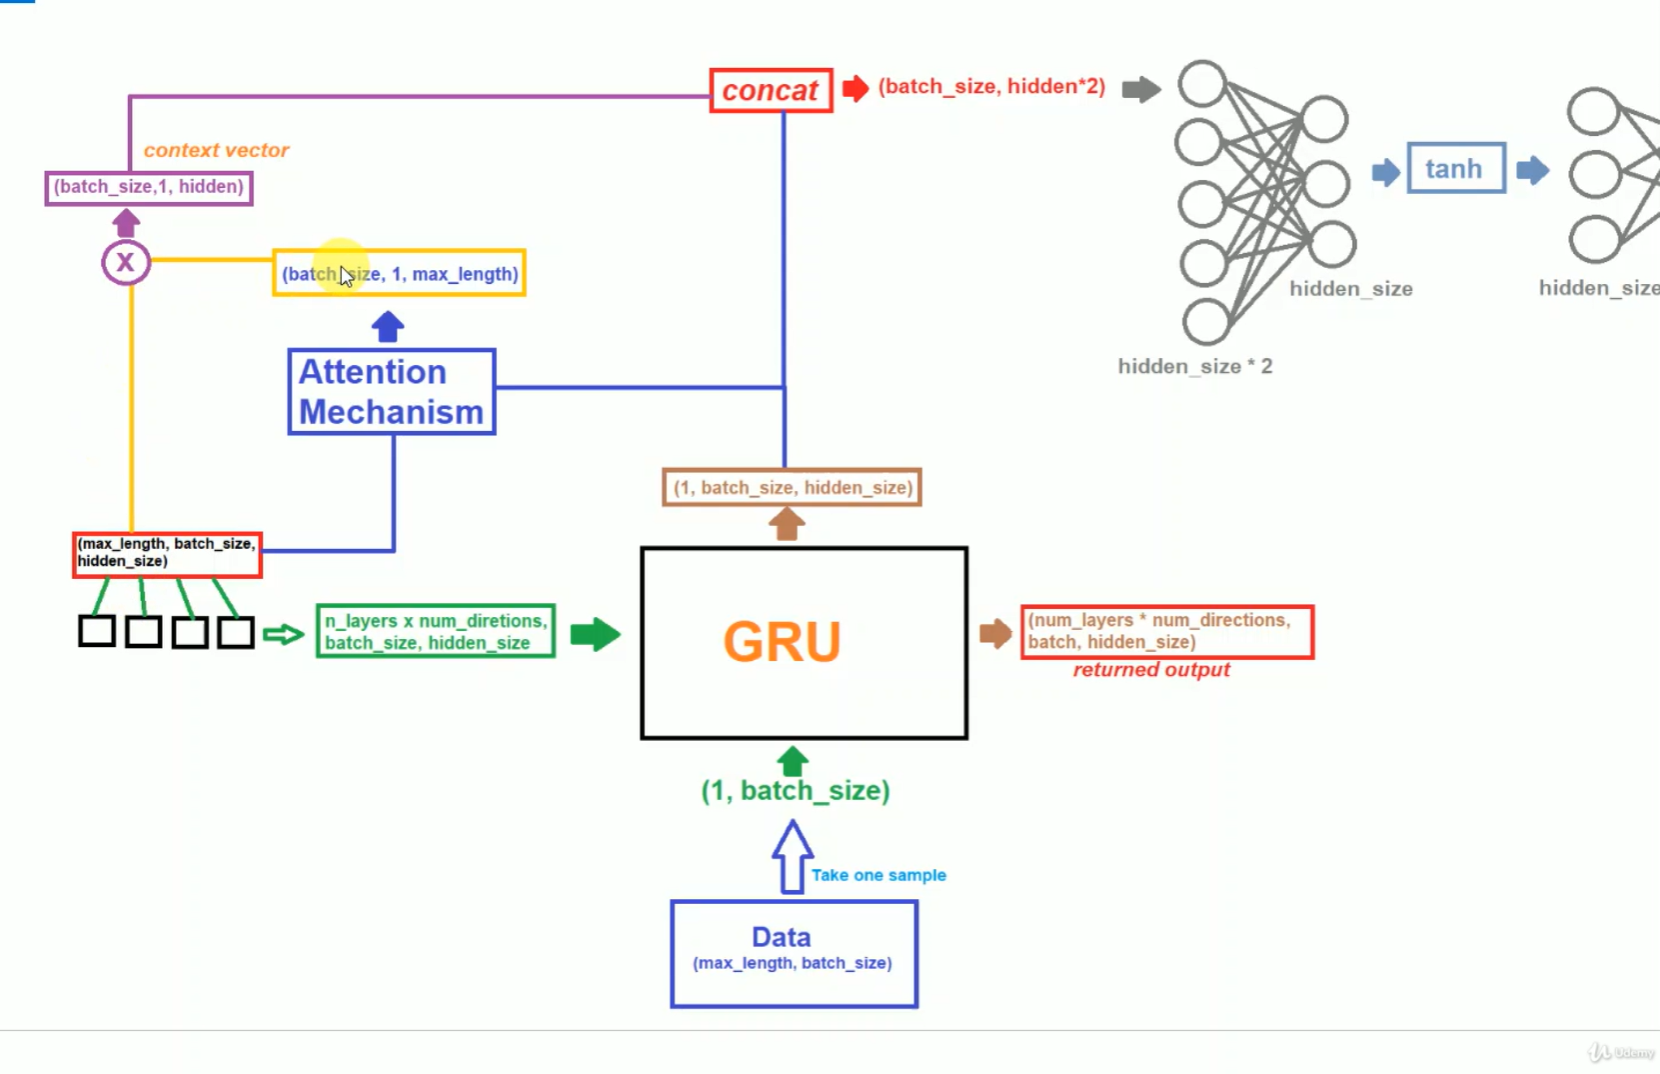 concat
(batch_size, hidden*2)
context vector
(batch_size,1, hidden)
X
(batch_size, 1, max_length)
tanh
hidden_size
hidden_size
hidden_size * 2
Attention
Mechanism
(1, batch_size, hidden_size)
(max_length, batch_size,
hidden_size)
n_layers x num_diretions,
batch_size, hidden_size
GRU
(num_layers * num_directions,
batch, hidden_size)
returned output
(1, batch_size)
Take one sample
Data
(max_length, batch_size)
Udemy